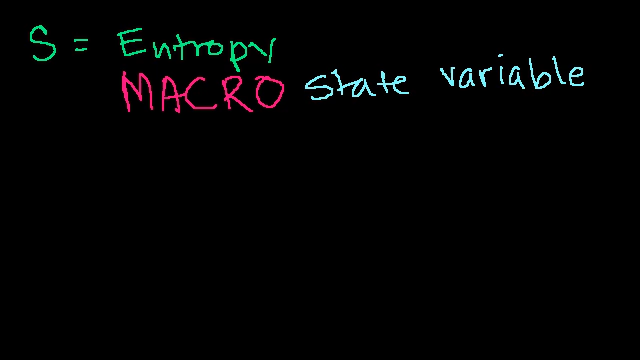 S = Entropy
MACRO state variable